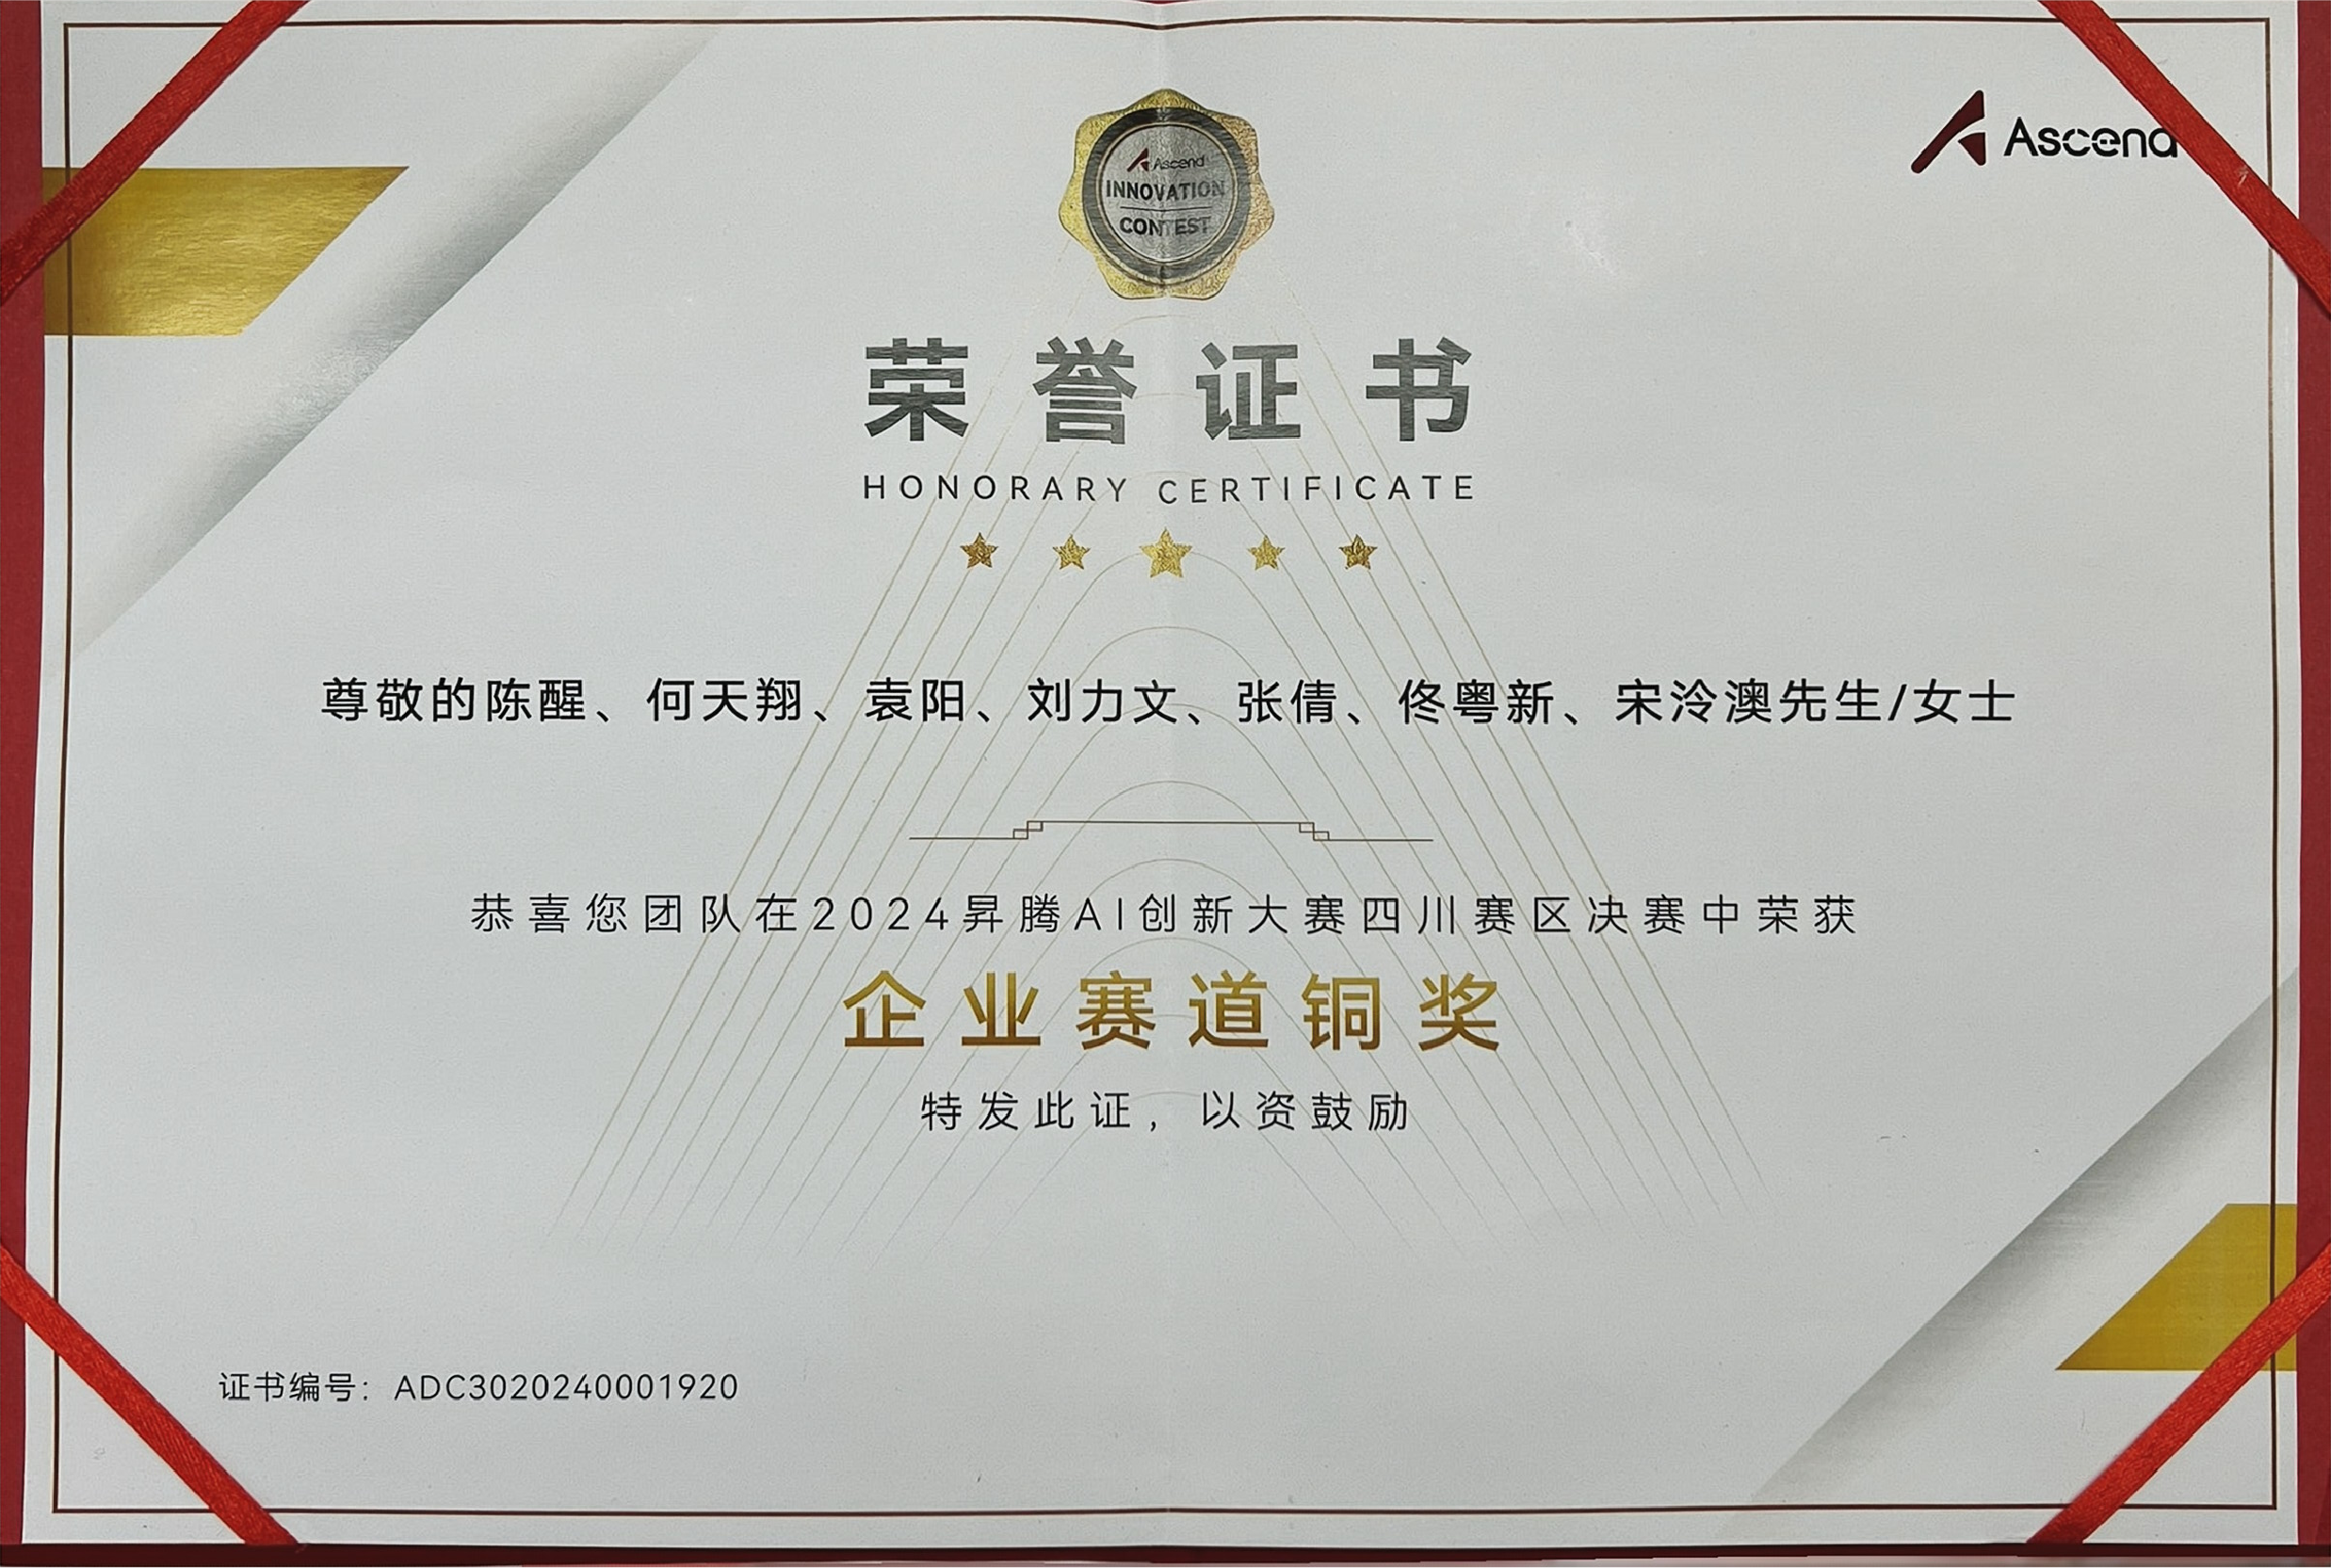 Ascend
INNOVATION
CONTEST
Ascend
荣誉证书
HONORARY CERTIFICATE
尊敬的陈醒、何天翔、袁阳、刘力文、张倩、佟粤新、宋泠澳先生/女士
恭喜您团队在2024昇腾AI创新大赛四川赛区决赛中荣获
企业赛道铜奖
特发此证，以资鼓励
证书编号：ADC3020240001920